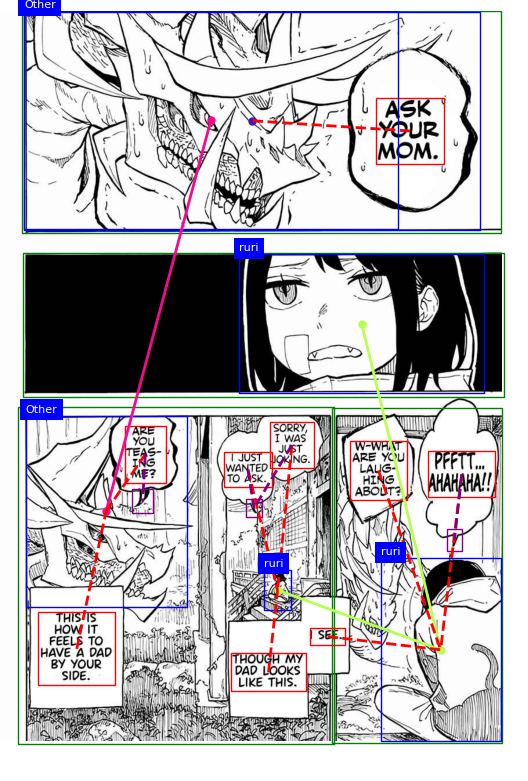 Other
ASK
YOUR
MOM.
ruri
Other
ARE
YOU
TEAS-
ING
ME?
SORRY,
I WAS
JUST
JOKING.
I JUST
WANTED
TO ASK.
ruri
THIS IS
HOW IT
FEELS TO
HAVE A DAD
BY YOUR
SIDE.
THOUGH MY
DAD LOOKS
LIKE THIS.
W-WHAT
ARE YOU
LAUG-
HING
ABOUT?
PFFTT...
AHAHAHA!!
ruri
SEE